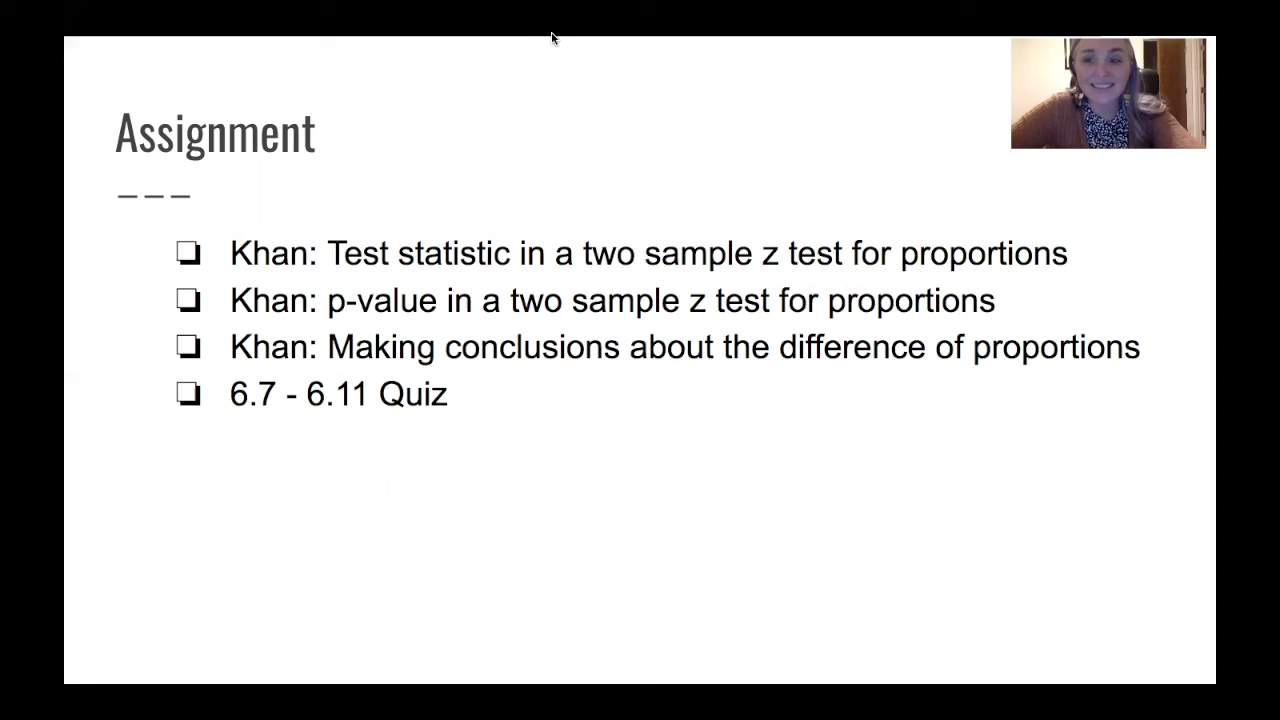 Assignment
❏ Khan: Test statistic in a two sample z test for proportions
❏ Khan: p-value in a two sample z test for proportions
❏ Khan: Making conclusions about the difference of proportions
❏ 6.7 - 6.11 Quiz